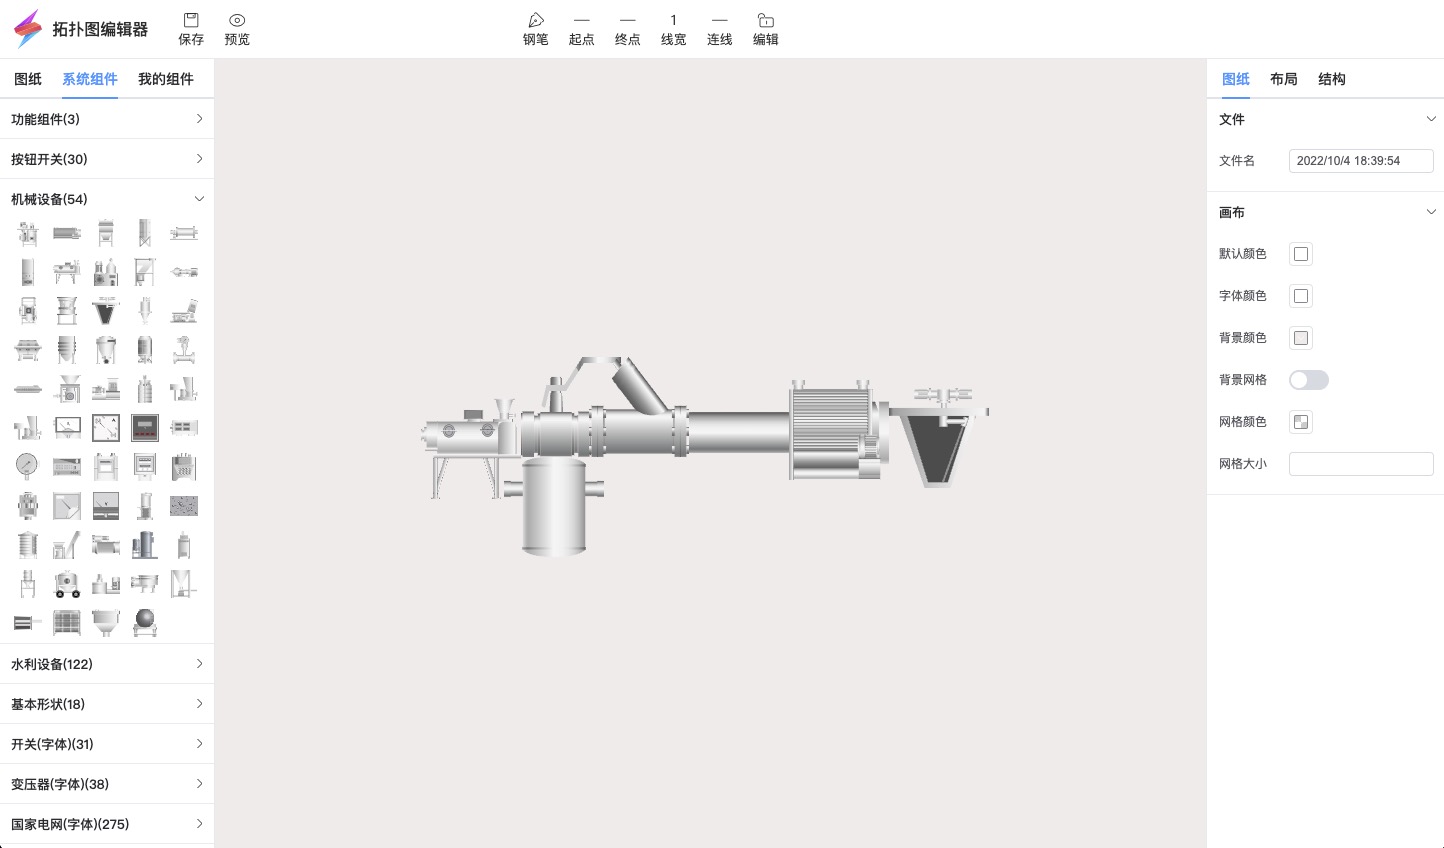 拓扑图编辑器
保存
预览
钢笔
起点
终点
1
线宽
连线
编辑
图纸 系统组件 我的组件
功能组件(3)
按钮开关(30)
机械设备(54)
水利设备(122)
基本形状(18)
开关(字体)(31)
变压器(字体)(38)
国家电网(字体)(275)
图纸 布局 结构
文件
文件名 2022/10/4 18:39:54
画布
默认颜色
字体颜色
背景颜色
背景网格
网格颜色
网格大小